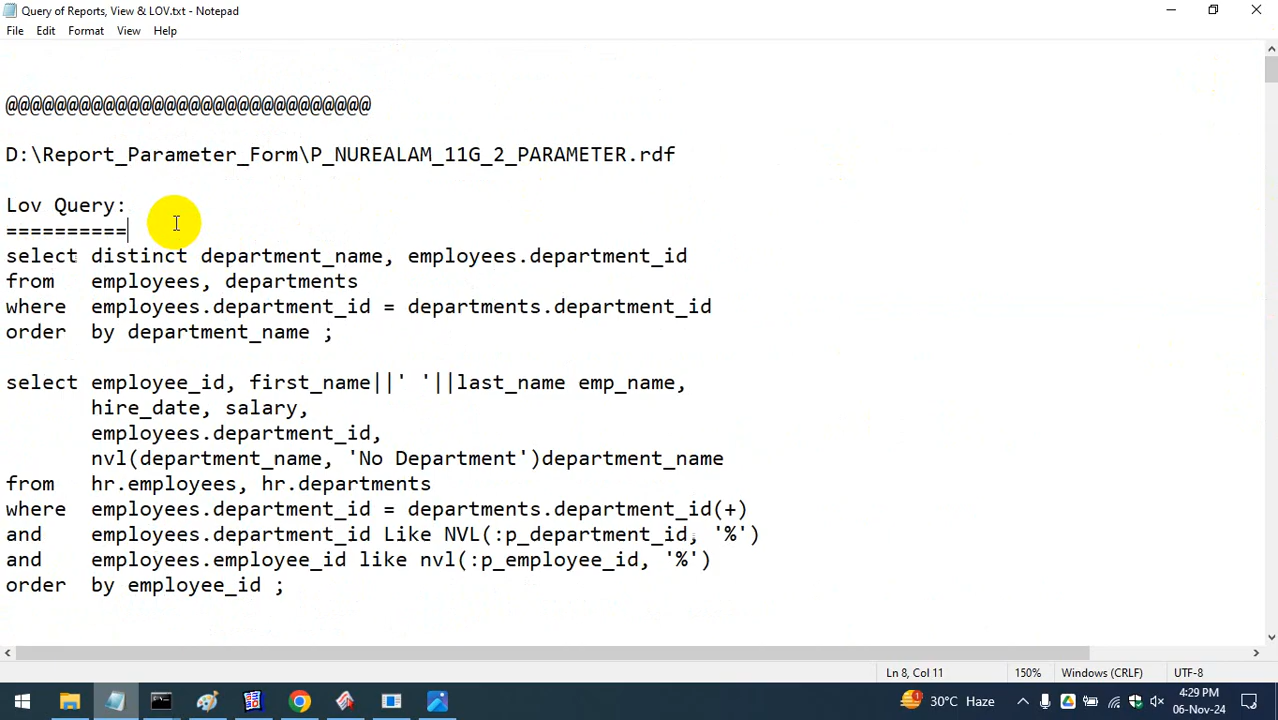 Query of Reports, View & LOV.txt - Notepad
File Edit Format View Help
@@@@@@@@@@@@@@@@@@@@@@@@@@@@@@
D:\Report_Parameter_Form\P_NUREALAM_11G_2_PARAMETER.rdf
Lov Query:
==========
select distinct department_name, employees.department_id
from employees, departments
where employees.department_id = departments.department_id
order by department_name ;
select employee_id, first_name||' '||last_name emp_name,
hire_date, salary,
employees.department_id,
nvl(department_name, 'No Department')department_name
from hr.employees, hr.departments
where employees.department_id = departments.department_id(+)
and employees.department_id Like NVL(:p_department_id, '%')
and employees.employee_id like nvl(:p_employee_id, '%')
order by employee_id ;
Ln 8, Col 11 150% Windows (CRLF) UTF-8
30°C Haze
4:29 PM
06-Nov-24